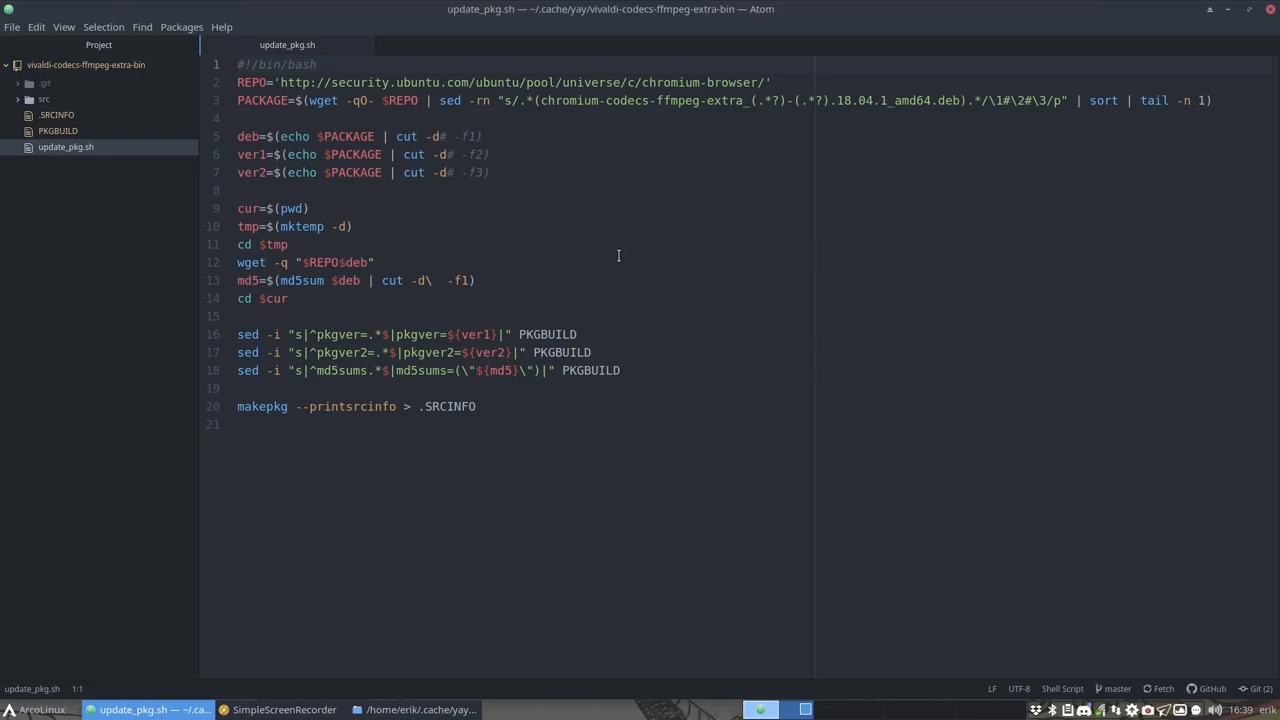 update_pkg.sh — ~/.cache/yay/vivaldi-codecs-ffmpeg-extra-bin — Atom
File Edit View Selection Find Packages Help
Project
vivaldi-codecs-ffmpeg-extra-bin
.git
src
.SRCINFO
PKGBUILD
update_pkg.sh
update_pkg.sh
1 #!/bin/bash
2 REPO='http://security.ubuntu.com/ubuntu/pool/universe/c/chromium-browser/'
3 PACKAGE=$(wget -qO- $REPO | sed -rn "s/.*(chromium-codecs-ffmpeg-extra_(.*?)-(.*?).18.04.1_amd64.deb).*/\1#\2#\3/p" | sort | tail -n 1)
4
5 deb=$(echo $PACKAGE | cut -d# -f1)
6 ver1=$(echo $PACKAGE | cut -d# -f2)
7 ver2=$(echo $PACKAGE | cut -d# -f3)
8
9 cur=$(pwd)
10 tmp=$(mktemp -d)
11 cd $tmp
12 wget -q "$REPO$deb"
13 md5=$(md5sum $deb | cut -d\  -f1)
14 cd $cur
15
16 sed -i "s|^pkgver=.*$|pkgver=${ver1}|" PKGBUILD
17 sed -i "s|^pkgver2=.*$|pkgver2=${ver2}|" PKGBUILD
18 sed -i "s|^md5sums.*$|md5sums=(\"${md5}\")|" PKGBUILD
19
20 makepkg --printsrcinfo > .SRCINFO
21
update_pkg.sh 1:1 LF UTF-8 Shell Script master Fetch GitHub Git (2)
ArcoLinux update_pkg.sh — ~/.ca... SimpleScreenRecorder /home/erik/.cache/yay... 16:39 erik